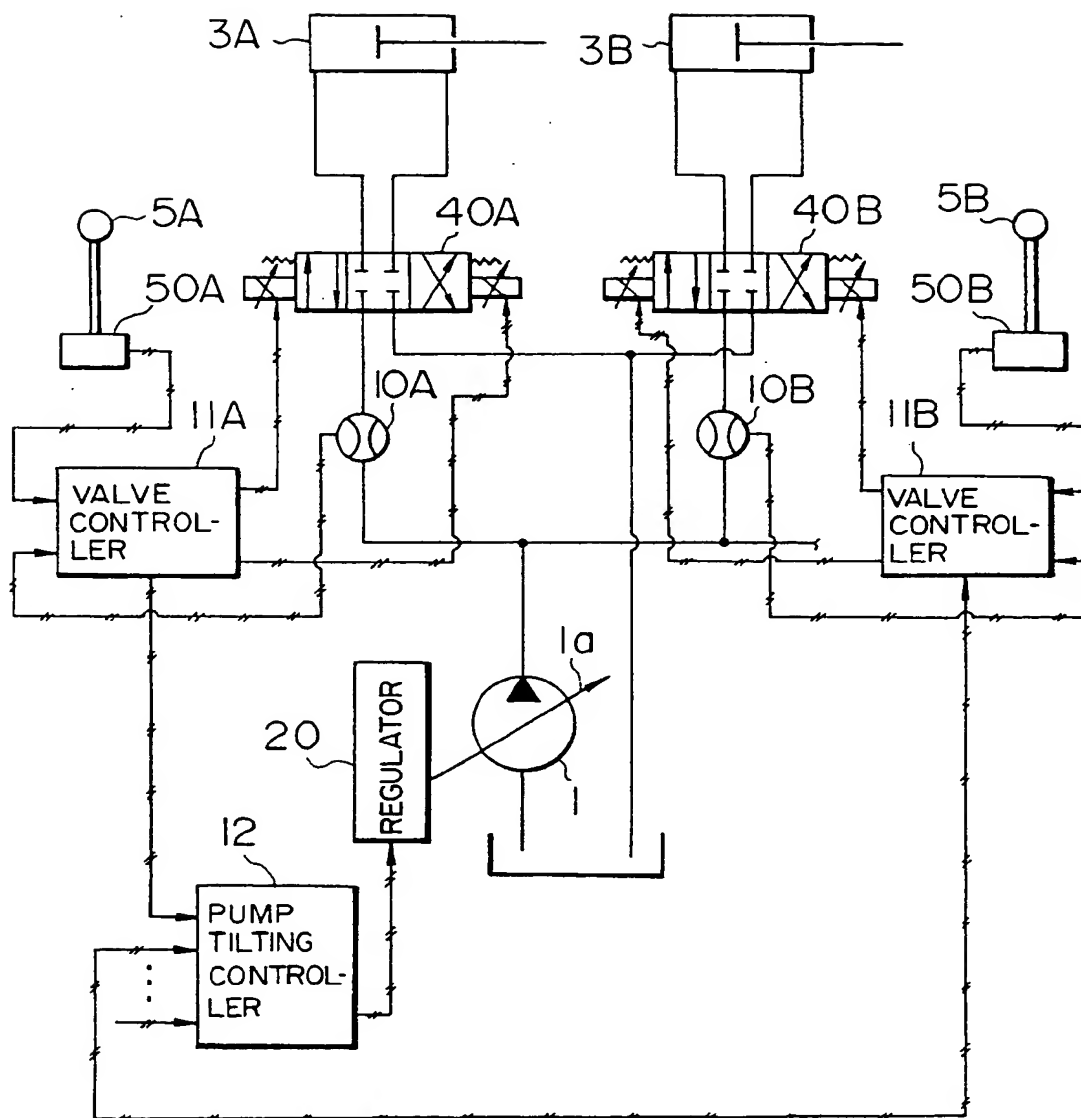 3A
3B
5A
40A
40B
5B
50A
50B
10A
10B
11A
11B
VALVE
CONTROL-
LER
VALVE
CONTROL-
LER
1a
20
REGULATOR
1
12
PUMP
TILTING
CONTROL-
LER